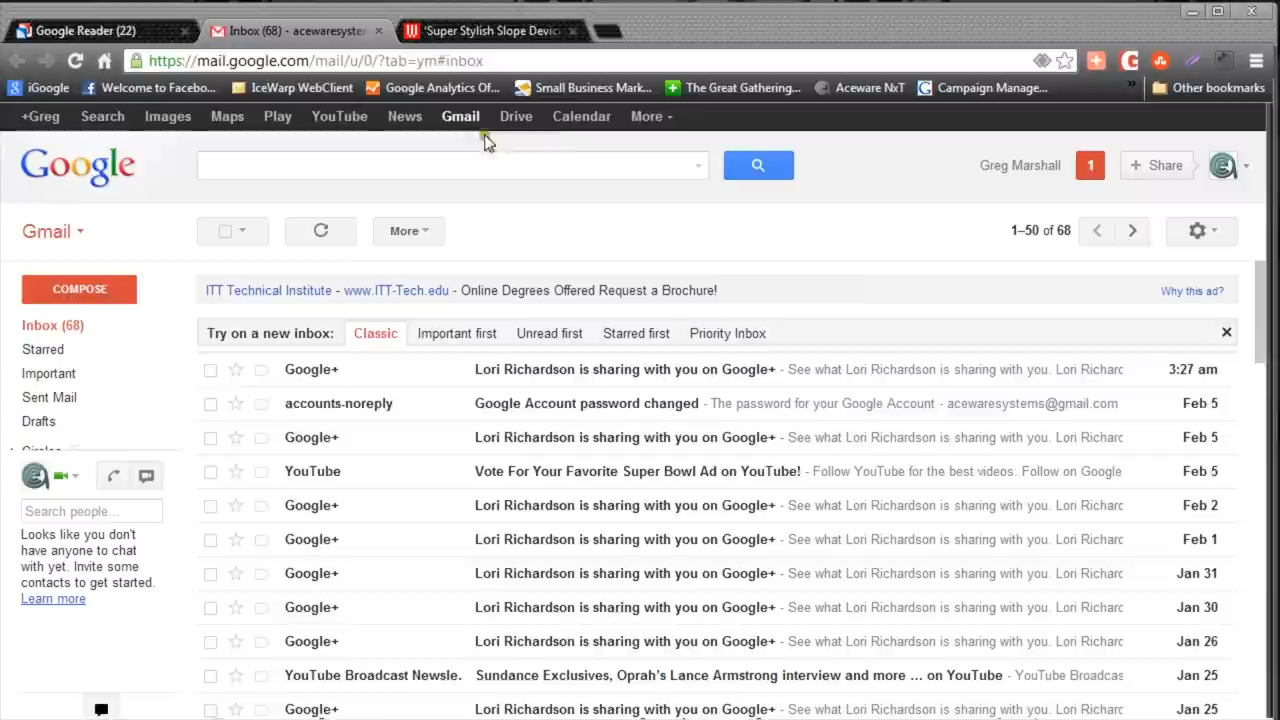 Google Reader (22)
Inbox (68) - acewaresyste
'Super Stylish Slope Devic
https://mail.google.com/mail/u/0/?tab=ym#inbox
iGoogle
Welcome to Facebo...
IceWarp WebClient
Google Analytics Of...
Small Business Mark...
The Great Gathering...
Aceware NxT
Campaign Manage...
»
Other bookmarks
+Greg
Search
Images
Maps
Play
YouTube
News
Gmail
Drive
Calendar
More
Google
Greg Marshall
1
+ Share
Gmail
More
1–50 of 68
COMPOSE
ITT Technical Institute - www.ITT-Tech.edu - Online Degrees Offered Request a Brochure!
Why this ad?
Inbox (68)
Starred
Important
Sent Mail
Drafts
Circles
Try on a new inbox:
Classic
Important first
Unread first
Starred first
Priority Inbox
Google+ Lori Richardson is sharing with you on Google+ - See what Lori Richardson is sharing with you. Lori Richarc 3:27 am
accounts-noreply Google Account password changed - The password for your Google Account - acewaresystems@gmail.com Feb 5
Google+ Lori Richardson is sharing with you on Google+ - See what Lori Richardson is sharing with you. Lori Richarc Feb 5
YouTube Vote For Your Favorite Super Bowl Ad on YouTube! - Follow YouTube for the best videos. Follow on Google Feb 5
Google+ Lori Richardson is sharing with you on Google+ - See what Lori Richardson is sharing with you. Lori Richarc Feb 2
Google+ Lori Richardson is sharing with you on Google+ - See what Lori Richardson is sharing with you. Lori Richarc Feb 1
Google+ Lori Richardson is sharing with you on Google+ - See what Lori Richardson is sharing with you. Lori Richarc Jan 31
Google+ Lori Richardson is sharing with you on Google+ - See what Lori Richardson is sharing with you. Lori Richarc Jan 30
Google+ Lori Richardson is sharing with you on Google+ - See what Lori Richardson is sharing with you. Lori Richarc Jan 26
YouTube Broadcast Newsle. Sundance Exclusives, Oprah's Lance Armstrong interview and more ... on YouTube - YouTube Broadcas Jan 25
Google+ Lori Richardson is sharing with you on Google+ - See what Lori Richardson is sharing with you. Lori Richarc Jan 25
Search people...
Looks like you don't
have anyone to chat
with yet. Invite some
contacts to get started.
Learn more